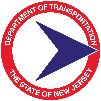 DEPARTMENT OF TRANSPORTATION
THE STATE OF NEW JERSEY